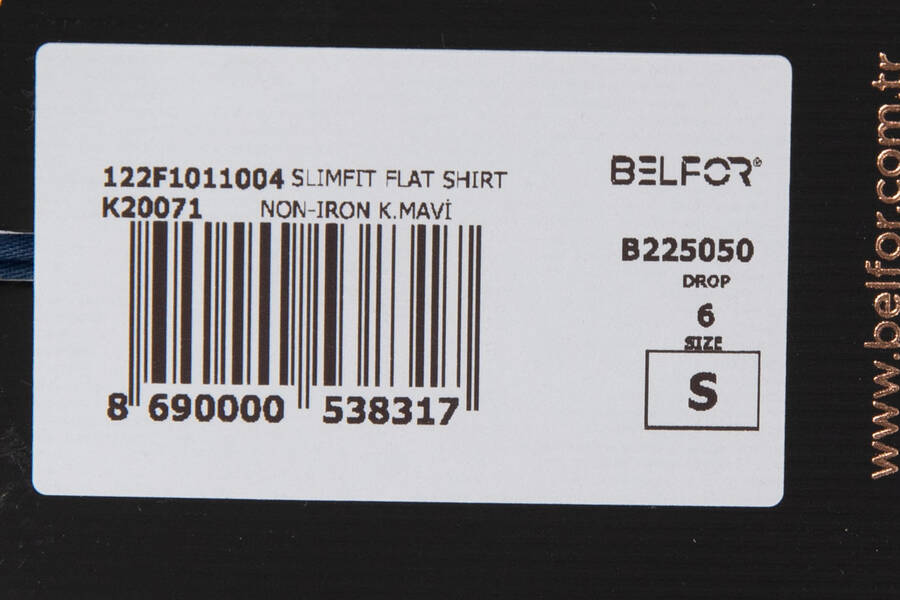 122F1011004 SLIMFIT FLAT SHIRT
K20071 NON-IRON K.MAVİ
8 690000 538317
BELFOR®
B225050
DROP
6
SIZE
S
www.belfor.com.tr